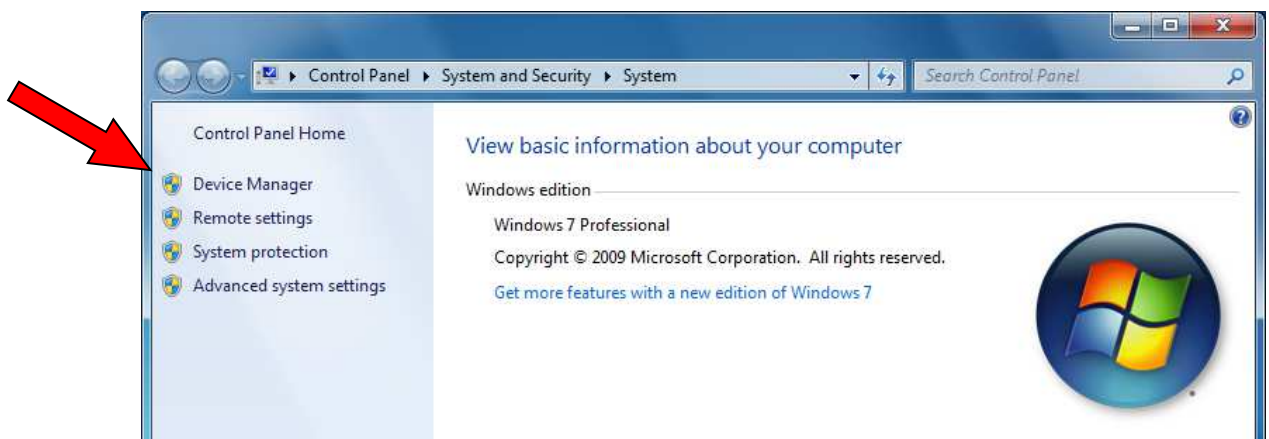 Control Panel ▸ System and Security ▸ System
Search Control Panel
Control Panel Home
Device Manager
Remote settings
System protection
Advanced system settings
View basic information about your computer
Windows edition
Windows 7 Professional
Copyright © 2009 Microsoft Corporation. All rights reserved.
Get more features with a new edition of Windows 7